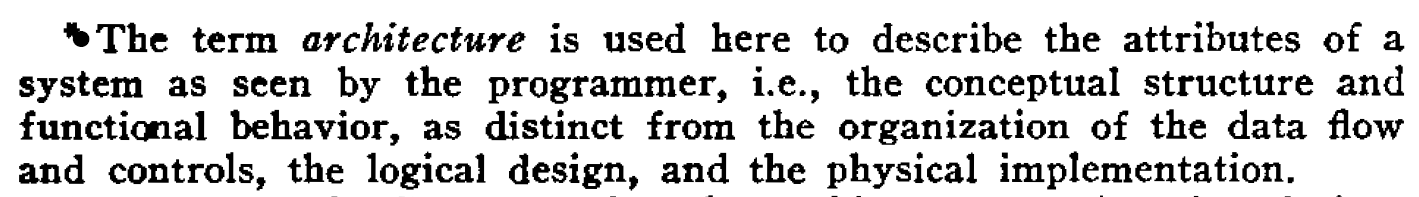 *The term architecture is used here to describe the attributes of a
system as seen by the programmer, i.e., the conceptual structure and
functional behavior, as distinct from the organization of the data flow
and controls, the logical design, and the physical implementation.